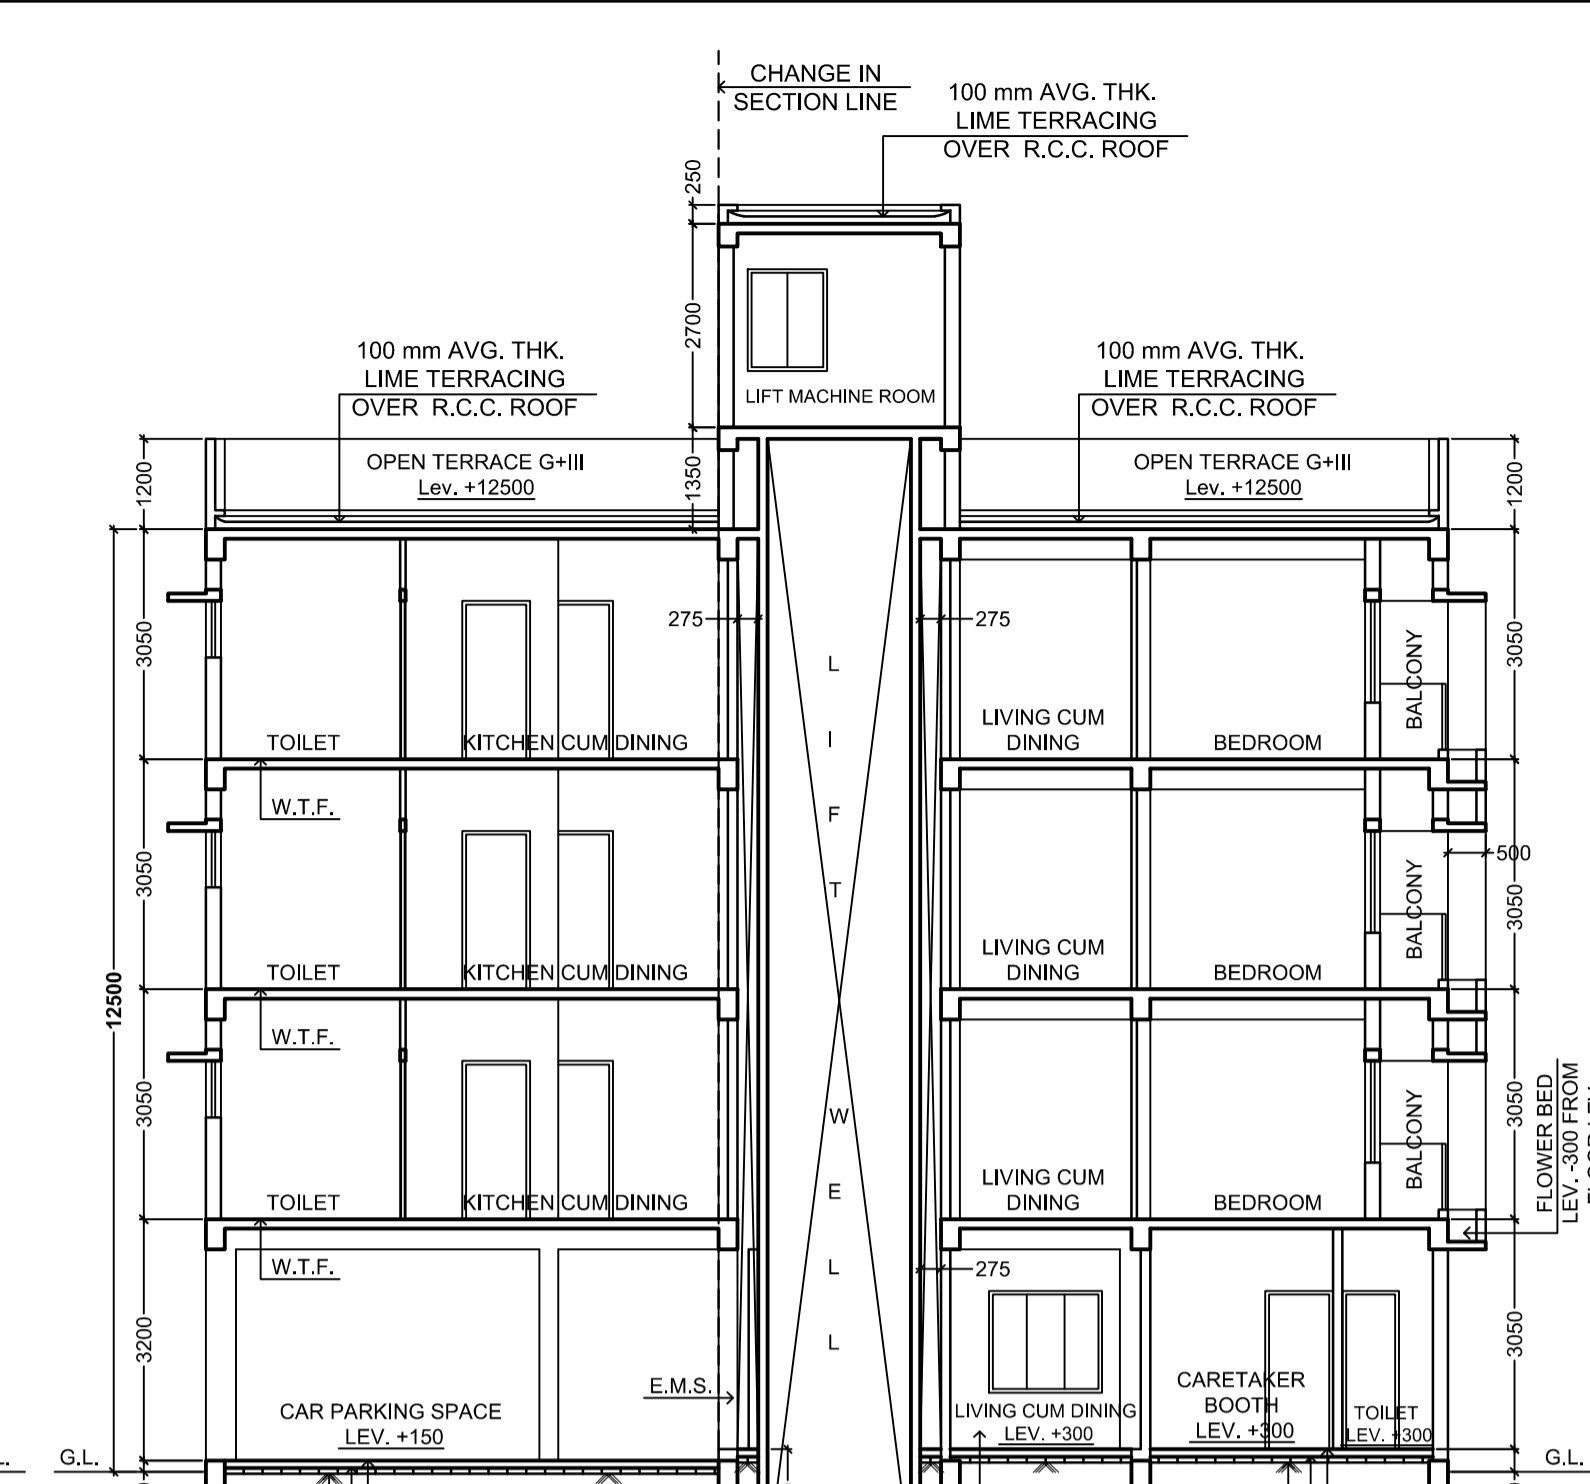 CHANGE IN
SECTION LINE
100 mm AVG. THK.
LIME TERRACING
OVER R.C.C. ROOF
250
2700
LIFT MACHINE ROOM
100 mm AVG. THK.
LIME TERRACING
OVER R.C.C. ROOF
100 mm AVG. THK.
LIME TERRACING
OVER R.C.C. ROOF
1200
OPEN TERRACE G+III
Lev. +12500
1350
OPEN TERRACE G+III
Lev. +12500
1200
3050
275
275
3050
TOILET
KITCHEN CUM DINING
LIVING CUM
DINING
BEDROOM
BALCONY
W.T.F.
3050
500
3050
TOILET
KITCHEN CUM DINING
LIVING CUM
DINING
BEDROOM
BALCONY
12500
W.T.F.
3050
3050
TOILET
KITCHEN CUM DINING
LIVING CUM
DINING
BEDROOM
BALCONY
FLOWER BED
LEV. -300 FROM
W.T.F.
275
LIFT WELL
3200
3050
E.M.S.
CAR PARKING SPACE
LEV. +150
LIVING CUM DINING
LEV. +300
CARETAKER
BOOTH
LEV. +300
TOILET
LEV. +300
G.L.
G.L.